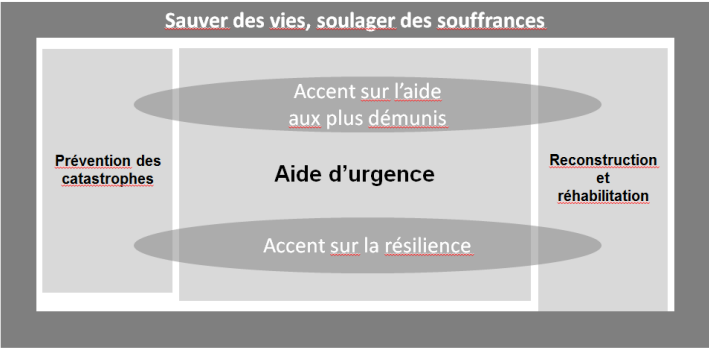 Sauver des vies, soulager des souffrances
Accent sur l'aide
aux plus démunis
Prévention des
catastrophes
Aide d'urgence
Reconstruction
et
réhabilitation
Accent sur la résilience